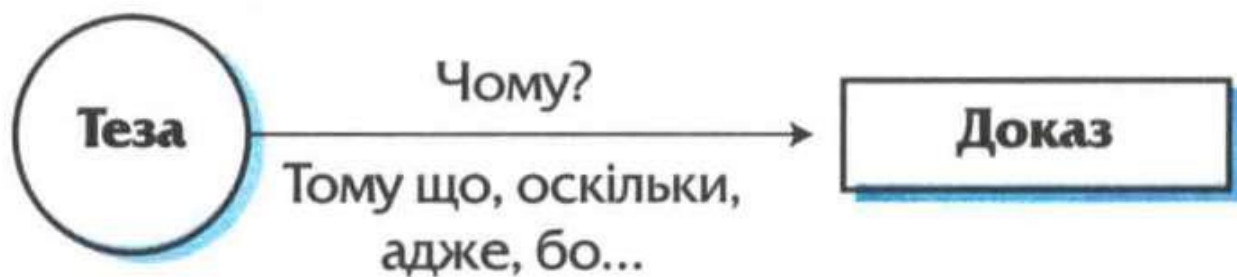 Теза
Чому?
Тому що, оскільки,
адже, бо...
Доказ